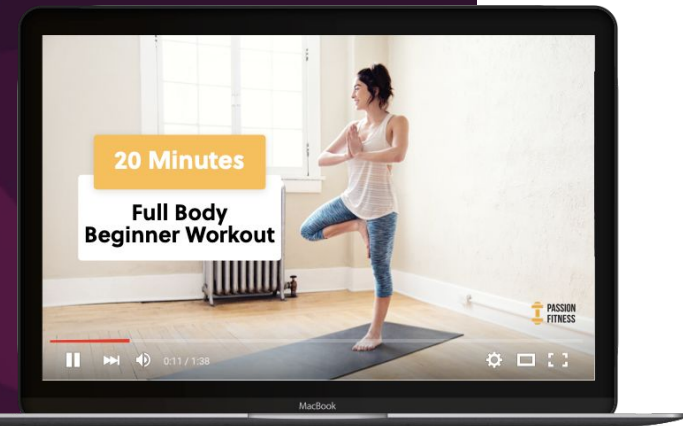 20 Minutes
Full Body
Beginner Workout
PASSION
FITNESS
0:11 / 1:38
MacBook